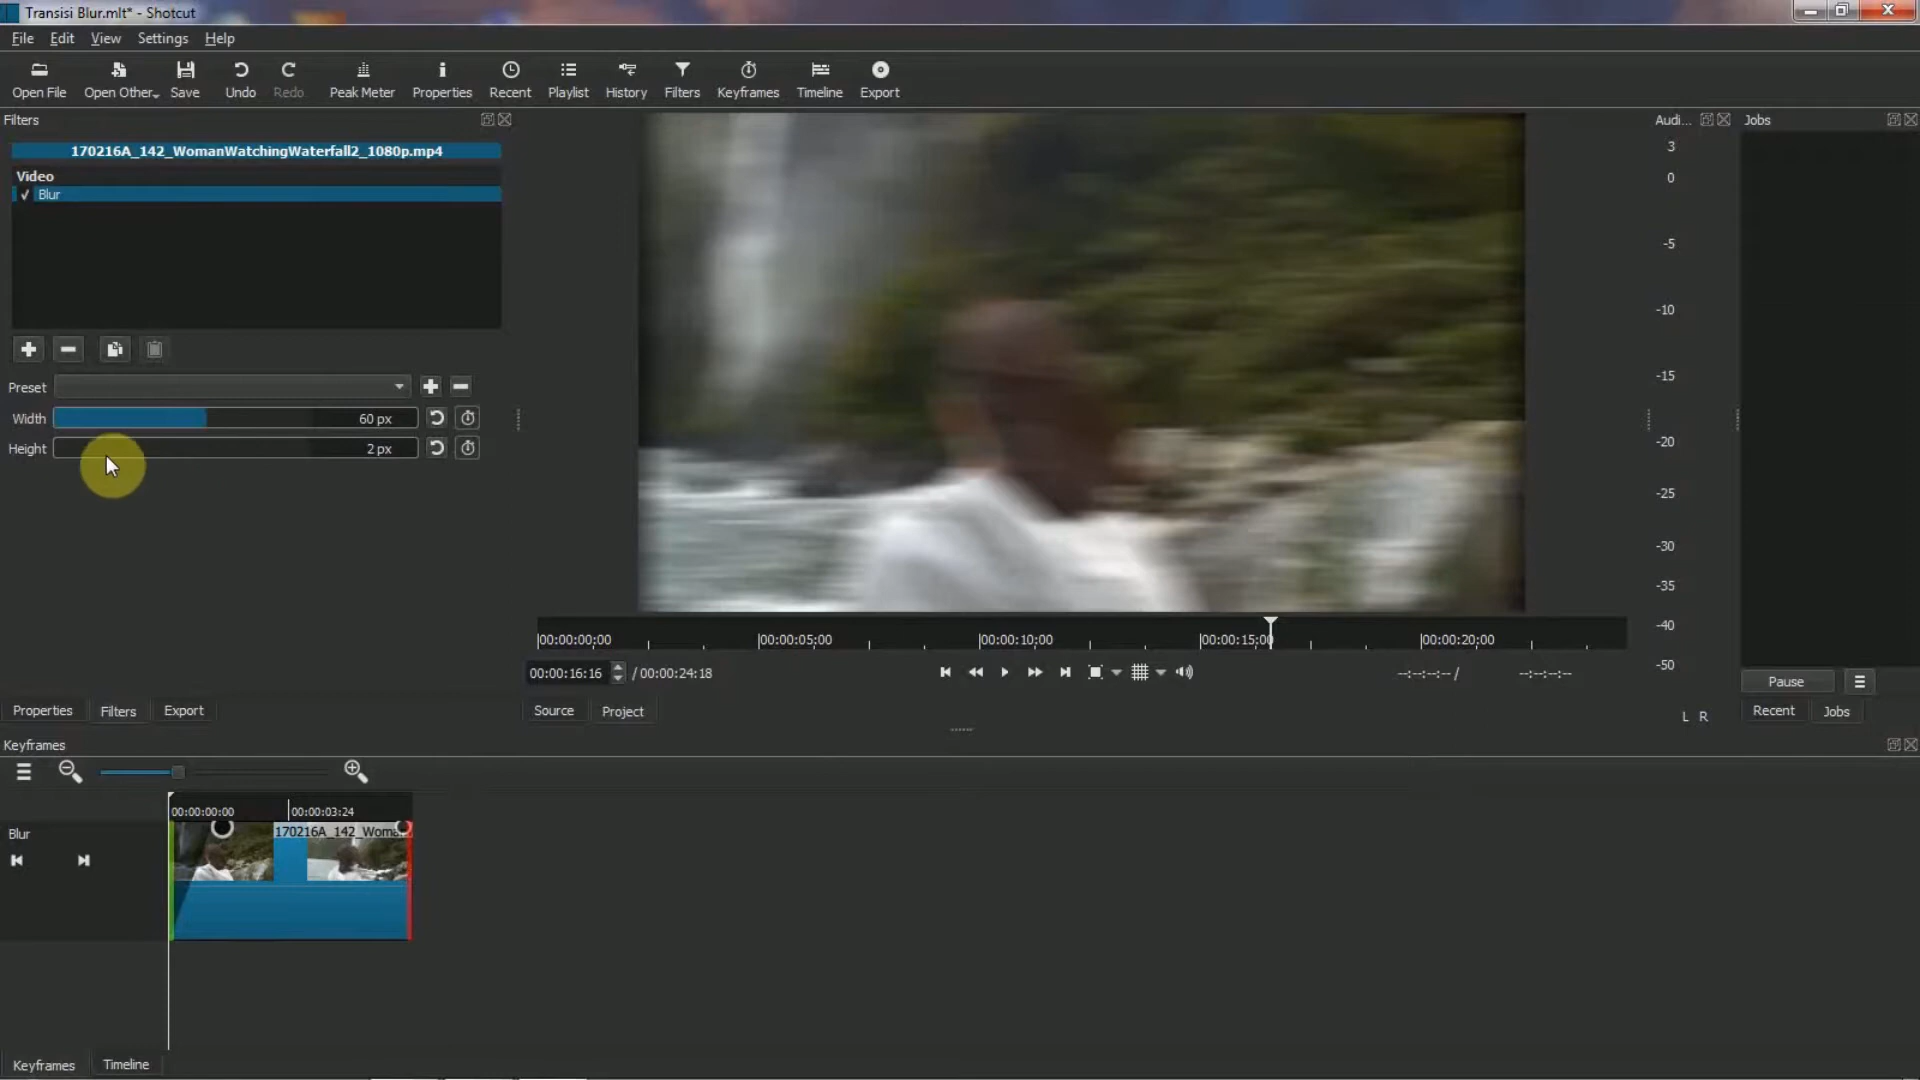 Transisi Blur.mlt* - Shotcut
File Edit View Settings Help
Open File Open Other Save Undo Redo Peak Meter Properties Recent Playlist History Filters Keyframes Timeline Export
Filters
170216A_142_WomanWatchingWaterfall2_1080p.mp4
Video
✓ Blur
Preset
Width 60 px
Height 2 px
Audi...
3
0
-5
-10
-15
-20
-25
-30
-35
-40
-50
L R
Jobs
Pause
Recent Jobs
00:00:00:00 00:00:05:00 00:00:10:00 00:00:15:00 00:00:20:00
00:00:16:16 / 00:00:24:18 --:--:--:-- / --:--:--:--
Properties Filters Export
Source Project
Keyframes
00:00:00:00 00:00:03:24
Blur
170216A_142_Woma
Keyframes Timeline